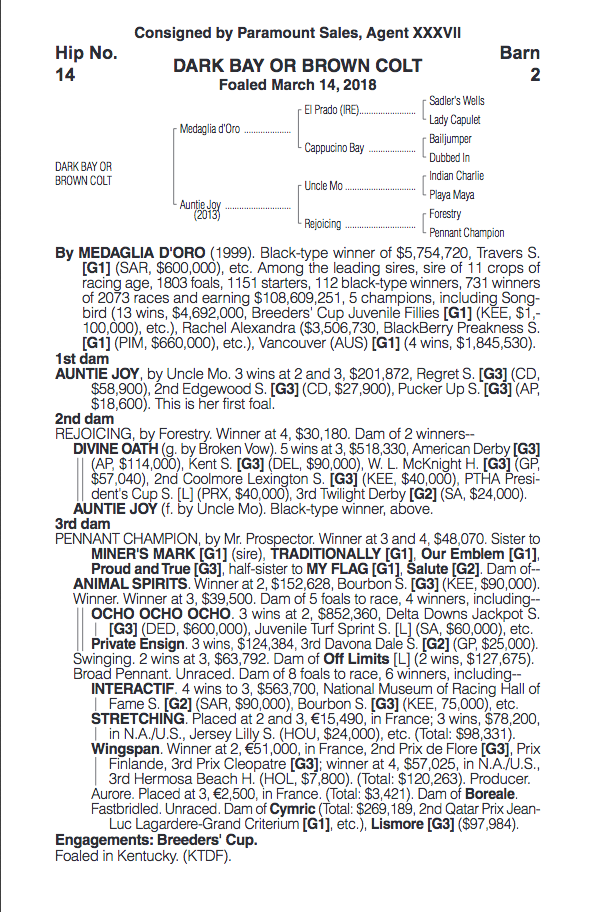 Consigned by Paramount Sales, Agent XXXVII
Hip No. Barn
14 DARK BAY OR BROWN COLT 2
Foaled March 14, 2018
Sadler's Wells
El Prado (IRE)....................
Lady Capulet
Medaglia d'Oro .................
Bailjumper
Cappucino Bay .................
Dubbed In
DARK BAY OR
BROWN COLT
Indian Charlie
Uncle Mo .........................
Playa Maya
Auntie Joy ........................
(2013)
Forestry
Rejoicing ..........................
Pennant Champion
By MEDAGLIA D'ORO (1999). Black-type winner of $5,754,720, Travers S.
[G1] (SAR, $600,000), etc. Among the leading sires, sire of 11 crops of
racing age, 1803 foals, 1151 starters, 112 black-type winners, 731 winners
of 2073 races and earning $108,609,251, 5 champions, including Song-
bird (13 wins, $4,692,000, Breeders' Cup Juvenile Fillies [G1] (KEE, $1,-
100,000), etc.), Rachel Alexandra ($3,506,730, BlackBerry Preakness S.
[G1] (PIM, $660,000), etc.), Vancouver (AUS) [G1] (4 wins, $1,845,530).
1st dam
AUNTIE JOY, by Uncle Mo. 3 wins at 2 and 3, $201,872, Regret S. [G3] (CD,
$58,900), 2nd Edgewood S. [G3] (CD, $27,900), Pucker Up S. [G3] (AP,
$18,600). This is her first foal.
2nd dam
REJOICING, by Forestry. Winner at 4, $30,180. Dam of 2 winners--
DIVINE OATH (g. by Broken Vow). 5 wins at 3, $518,330, American Derby [G3]
(AP, $114,000), Kent S. [G3] (DEL, $90,000), W. L. McKnight H. [G3] (GP,
$57,040), 2nd Coolmore Lexington S. [G3] (KEE, $40,000), PTHA Presi-
dent's Cup S. [L] (PRX, $40,000), 3rd Twilight Derby [G2] (SA, $24,000).
AUNTIE JOY (f. by Uncle Mo). Black-type winner, above.
3rd dam
PENNANT CHAMPION, by Mr. Prospector. Winner at 3 and 4, $48,070. Sister to
MINER'S MARK [G1] (sire), TRADITIONALLY [G1], Our Emblem [G1],
Proud and True [G3], half-sister to MY FLAG [G1], Salute [G2]. Dam of--
ANIMAL SPIRITS. Winner at 2, $152,628, Bourbon S. [G3] (KEE, $90,000).
Winner. Winner at 3, $39,500. Dam of 5 foals to race, 4 winners, including--
OCHO OCHO OCHO. 3 wins at 2, $852,360, Delta Downs Jackpot S.
[G3] (DED, $600,000), Juvenile Turf Sprint S. [L] (SA, $60,000), etc.
Private Ensign. 3 wins, $124,384, 3rd Davona Dale S. [G2] (GP, $25,000).
Swinging. 2 wins at 3, $63,792. Dam of Off Limits [L] (2 wins, $127,675).
Broad Pennant. Unraced. Dam of 8 foals to race, 6 winners, including--
INTERACTIF. 4 wins to 3, $563,700, National Museum of Racing Hall of
Fame S. [G2] (SAR, $90,000), Bourbon S. [G3] (KEE, 75,000), etc.
STRETCHING. Placed at 2 and 3, €15,490, in France; 3 wins, $78,200,
in N.A./U.S., Jersey Lilly S. (HOU, $24,000), etc. (Total: $98,331).
Wingspan. Winner at 2, €51,000, in France, 2nd Prix de Flore [G3], Prix
Finlande, 3rd Prix Cleopatre [G3]; winner at 4, $57,025, in N.A./U.S.,
3rd Hermosa Beach H. (HOL, $7,800). (Total: $120,263). Producer.
Aurore. Placed at 3, €2,500, in France. (Total: $3,421). Dam of Boreale.
Fastbridled. Unraced. Dam of Cymric (Total: $269,189, 2nd Qatar Prix Jean-
Luc Lagardere-Grand Criterium [G1], etc.), Lismore [G3] ($97,984).
Engagements: Breeders' Cup.
Foaled in Kentucky. (KTDF).